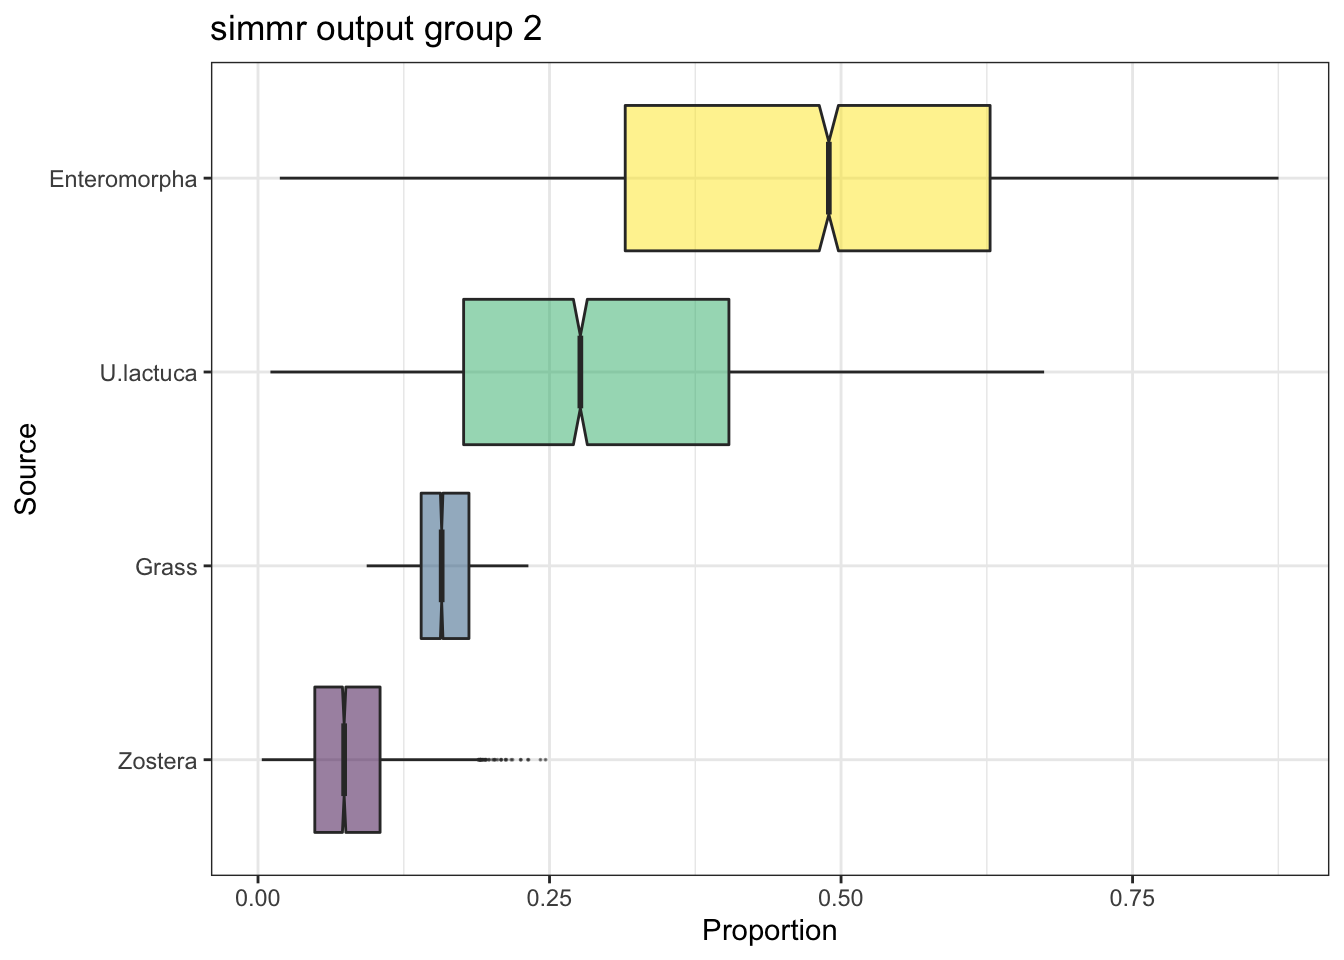 simmr output group 2
Enteromorpha
U.lactuca
Grass
Zostera
Source
0.00 0.25 0.50 0.75
Proportion